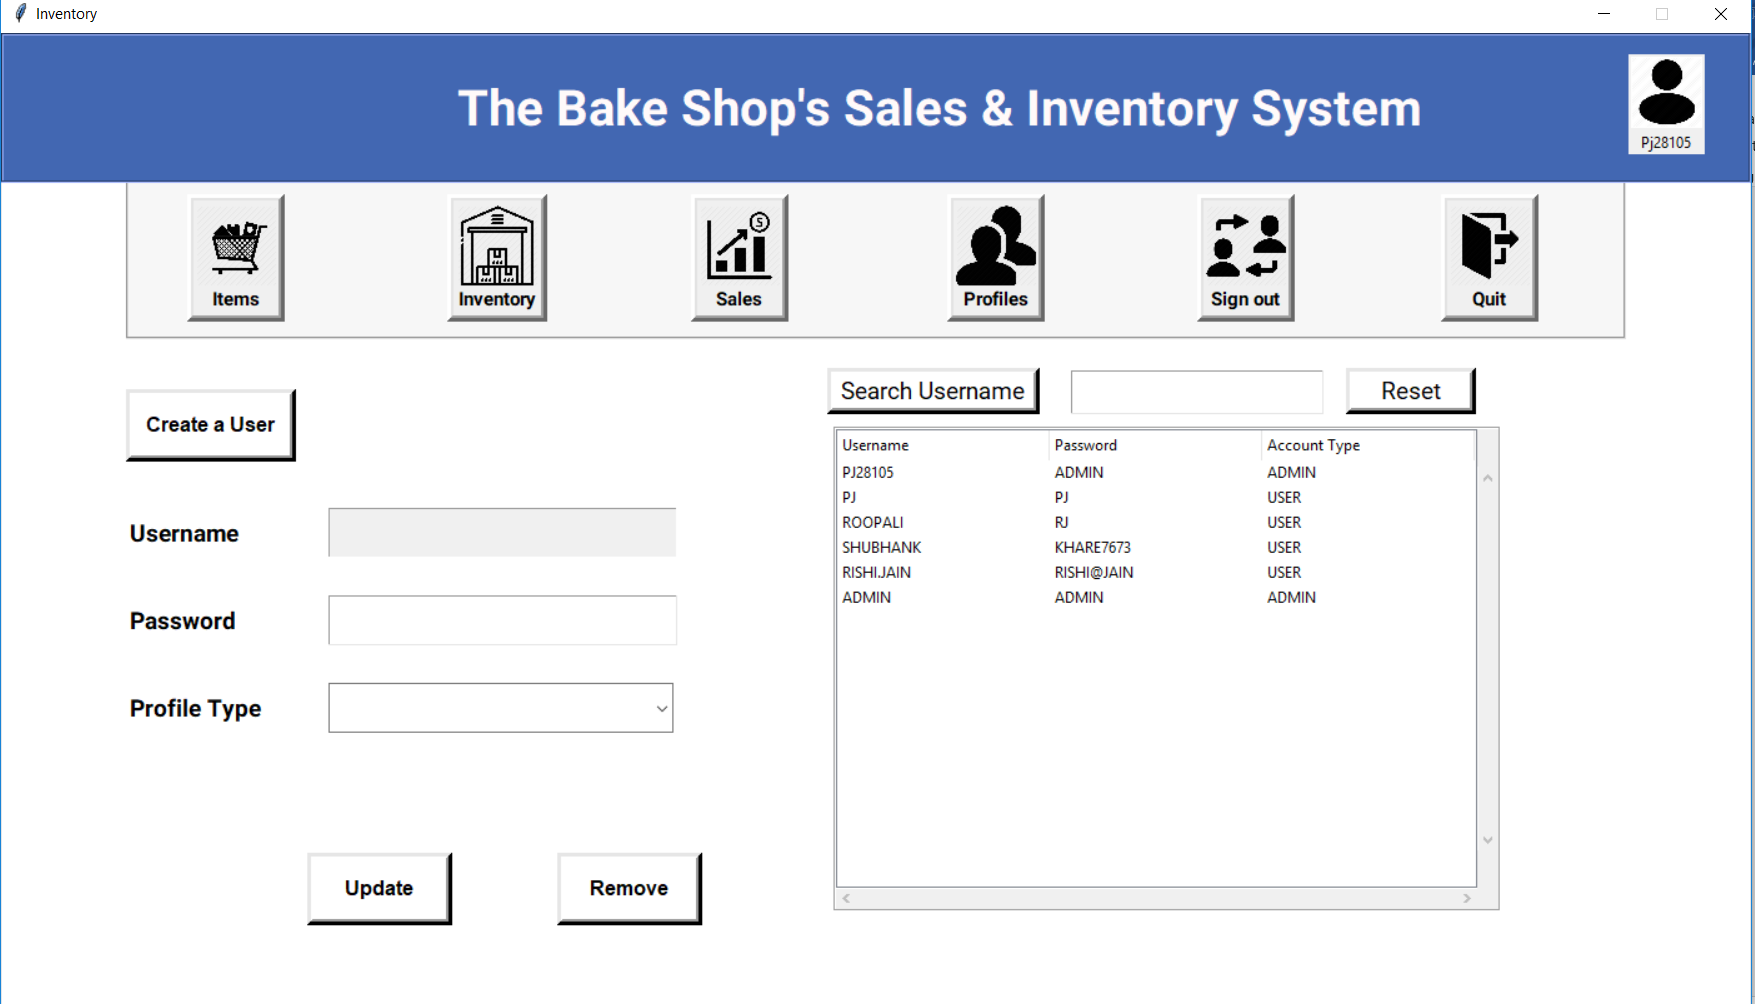 Inventory
The Bake Shop's Sales & Inventory System
Pj28105
Items Inventory Sales Profiles Sign out Quit
Create a User
Username
Password
Profile Type
Update Remove
Search Username Reset
Username Password Account Type
PJ28105 ADMIN ADMIN
PJ PJ USER
ROOPALI RJ USER
SHUBHANK KHARE7673 USER
RISHI.JAIN RISHI@JAIN USER
ADMIN ADMIN ADMIN